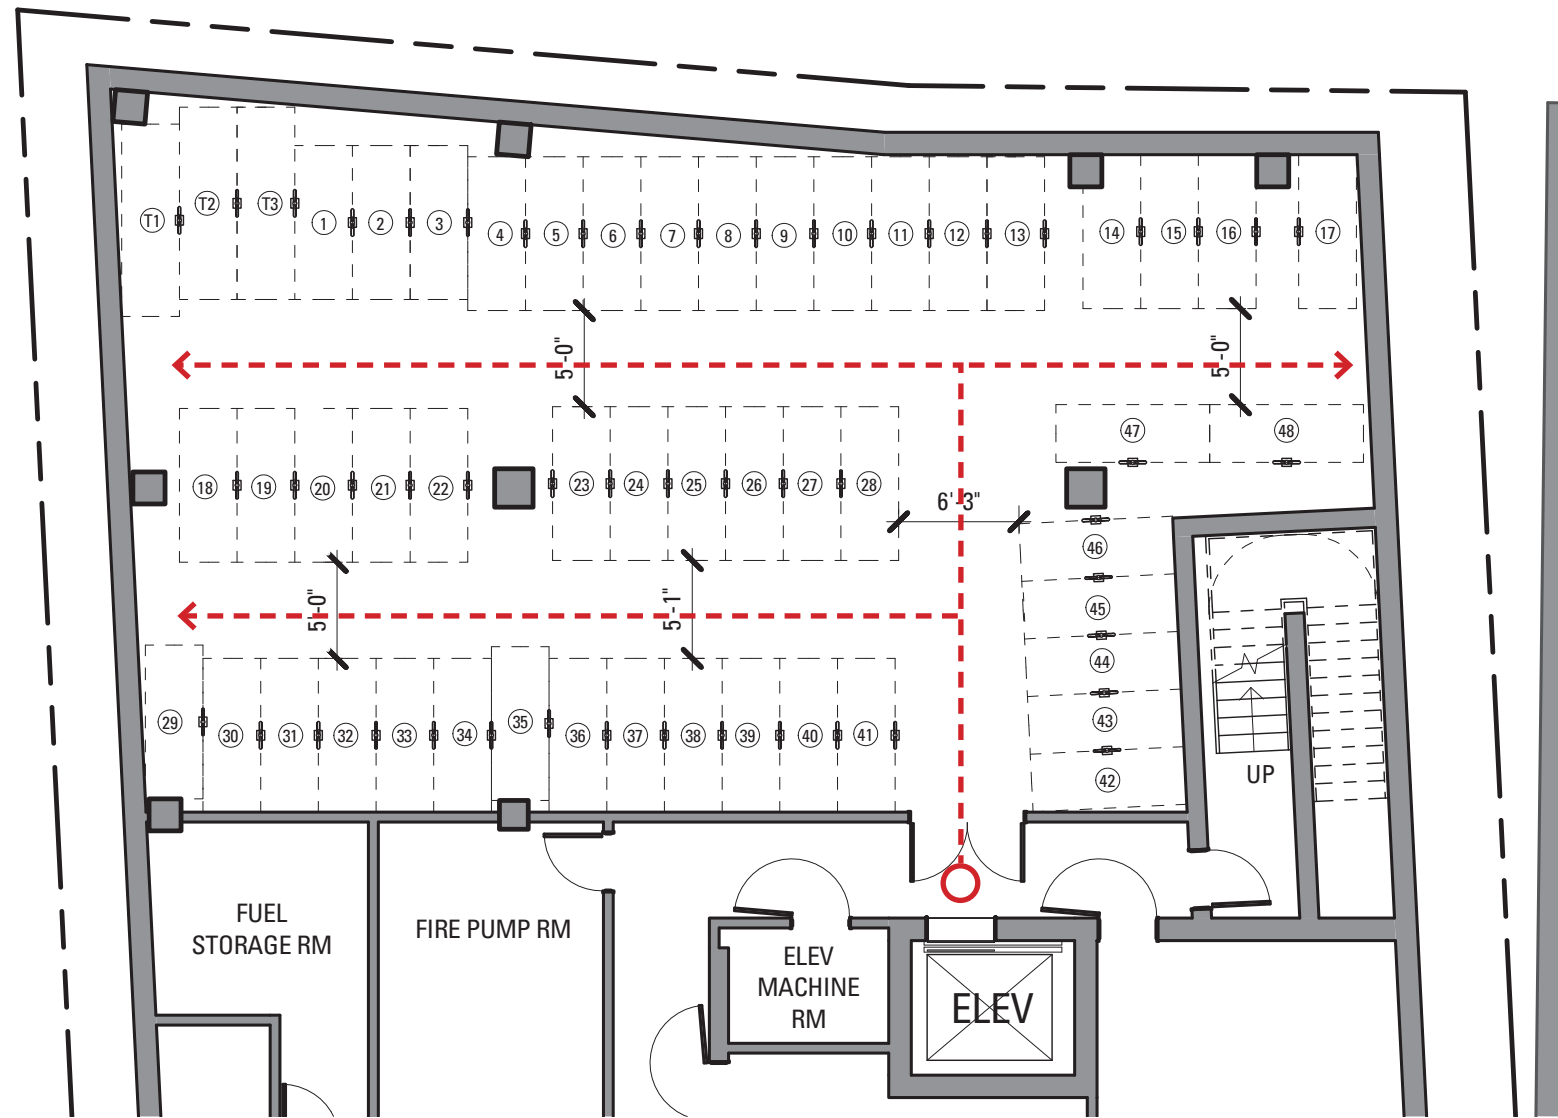 T1 T2 T3 1 2 3 4 5 6 7 8 9 10 11 12 13 14 15 16 17
5'-0" 5'-0"
18 19 20 21 22 23 24 25 26 27 28 47 48
6'-3"
46
45
44
43
42
5'-0" 5'-1"
29 30 31 32 33 34 35 36 37 38 39 40 41
UP
FUEL
STORAGE RM
FIRE PUMP RM
ELEV
MACHINE
RM
ELEV